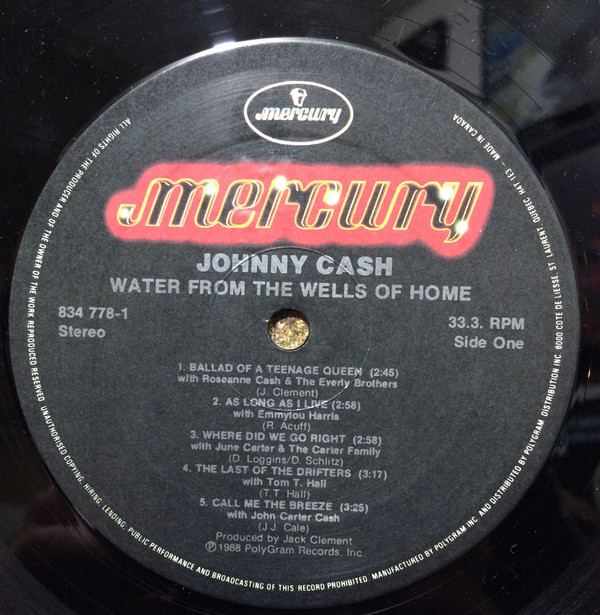 mercury
mercury
JOHNNY CASH
WATER FROM THE WELLS OF HOME
834 778-1
Stereo
33.3. RPM
Side One
1. BALLAD OF A TEENAGE QUEEN (2:45)
with Roseanne Cash & The Everly Brothers
(J. Clement)
2. AS LONG AS I LIVE (2:58)
with Emmylou Harris
(R. Acuff)
3. WHERE DID WE GO RIGHT (2:58)
with June Carter & The Carter Family
(D. Loggins/D. Schlitz)
4. THE LAST OF THE DRIFTERS (3:17)
with Tom T. Hall
(T.T. Hall)
5. CALL ME THE BREEZE (3:25)
with John Carter Cash
(J.J. Cale)
Produced by Jack Clement
Ⓟ 1988 PolyGram Records, Inc.
ALL RIGHTS OF THE PRODUCER AND OF THE OWNER OF THE WORK REPRODUCED RESERVED. UNAUTHORISED COPYING, HIRING, LENDING, PUBLIC PERFORMANCE AND BROADCASTING OF THIS RECORD PROHIBITED. MANUFACTURED BY POLYGRAM INC. AND DISTRIBUTED BY POLYGRAM DISTRIBUTION INC. 6000 COTE DE LIESSE, ST. LAURENT, QUEBEC H4T 1E3 - MADE IN CANADA